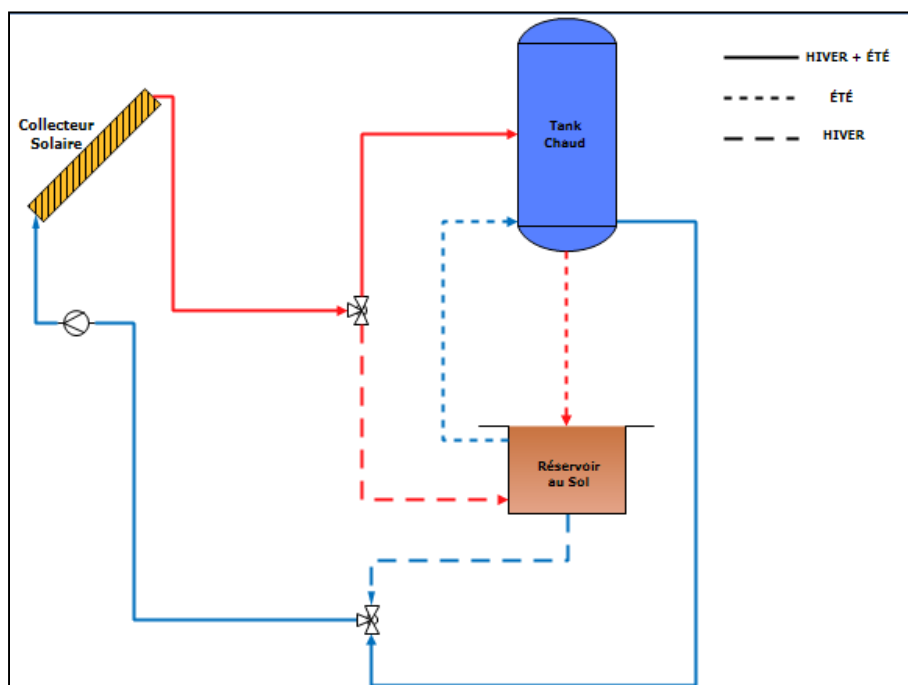 HIVER + ÉTÉ
ÉTÉ
HIVER
Collecteur
Solaire
Tank
Chaud
Réservoir
au Sol